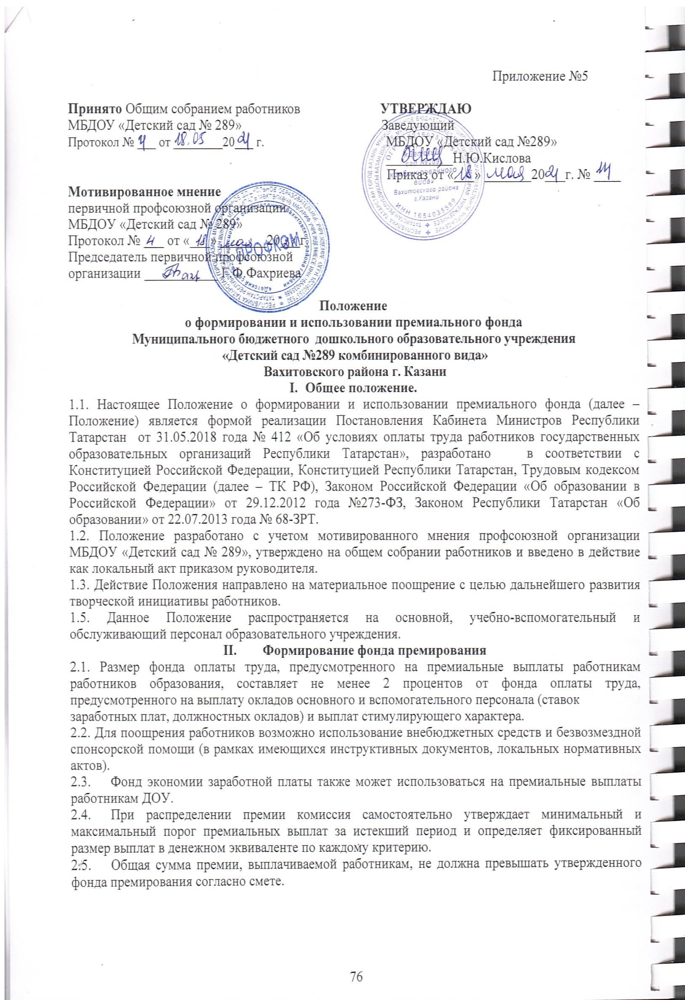 Приложение №5
Принято Общим собранием работников
МБДОУ «Детский сад № 289»
Протокол № 4 от 18.05 2021 г.
УТВЕРЖДАЮ
Заведующий
МБДОУ «Детский сад №289»
Н.Ю.Кислова
Приказ от «18» мая 2021 г. №
Мотивированное мнение
первичной профсоюзной организации
МБДОУ «Детский сад № 289»
Протокол № 4 от «18» мая 2021 г.
Председатель первичной профсоюзной
организации Г.Ф.Фахриева
ПРОФКОМ
«Детский
сад №289
комбинированного
вида»
Вахитовского района
г.Казани
ИНН 1654035589
Положение
о формировании и использовании премиального фонда
Муниципального бюджетного дошкольного образовательного учреждения
«Детский сад №289 комбинированного вида»
Вахитовского района г. Казани
I. Общее положение.
1.1. Настоящее Положение о формировании и использовании премиального фонда (далее –
Положение) является формой реализации Постановления Кабинета Министров Республики
Татарстан от 31.05.2018 года № 412 «Об условиях оплаты труда работников государственных
образовательных организаций Республики Татарстан», разработано в соответствии с
Конституцией Российской Федерации, Конституцией Республики Татарстан, Трудовым кодексом
Российской Федерации (далее – ТК РФ), Законом Российской Федерации «Об образовании в
Российской Федерации» от 29.12.2012 года №273-ФЗ, Законом Республики Татарстан «Об
образовании» от 22.07.2013 года № 68-ЗРТ.
1.2. Положение разработано с учетом мотивированного мнения профсоюзной организации
МБДОУ «Детский сад № 289», утверждено на общем собрании работников и введено в действие
как локальный акт приказом руководителя.
1.3. Действие Положения направлено на материальное поощрение с целью дальнейшего развития
творческой инициативы работников.
1.5. Данное Положение распространяется на основной, учебно-вспомогательный и
обслуживающий персонал образовательного учреждения.
II. Формирование фонда премирования
2.1. Размер фонда оплаты труда, предусмотренного на премиальные выплаты работникам
работников образования, составляет не менее 2 процентов от фонда оплаты труда,
предусмотренного на выплату окладов основного и вспомогательного персонала (ставок
заработных плат, должностных окладов) и выплат стимулирующего характера.
2.2. Для поощрения работников возможно использование внебюджетных средств и безвозмездной
спонсорской помощи (в рамках имеющихся инструктивных документов, локальных нормативных
актов).
2.3. Фонд экономии заработной платы также может использоваться на премиальные выплаты
работникам ДОУ.
2.4. При распределении премии комиссия самостоятельно утверждает минимальный и
максимальный порог премиальных выплат за истекший период и определяет фиксированный
размер выплат в денежном эквиваленте по каждому критерию.
2.5. Общая сумма премии, выплачиваемой работникам, не должна превышать утвержденного
фонда премирования согласно смете.
76